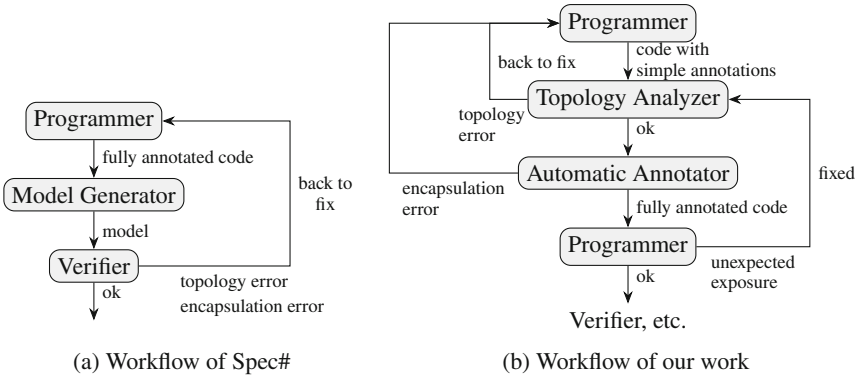 Programmer
fully annotated code
Model Generator
model
Verifier
ok
topology error
encapsulation error
back to
fix
(a) Workflow of Spec#
Programmer
code with
simple annotations
back to fix
Topology Analyzer
topology
error
ok
Automatic Annotator
encapsulation
error
fully annotated code
fixed
Programmer
unexpected
exposure
ok
Verifier, etc.
(b) Workflow of our work